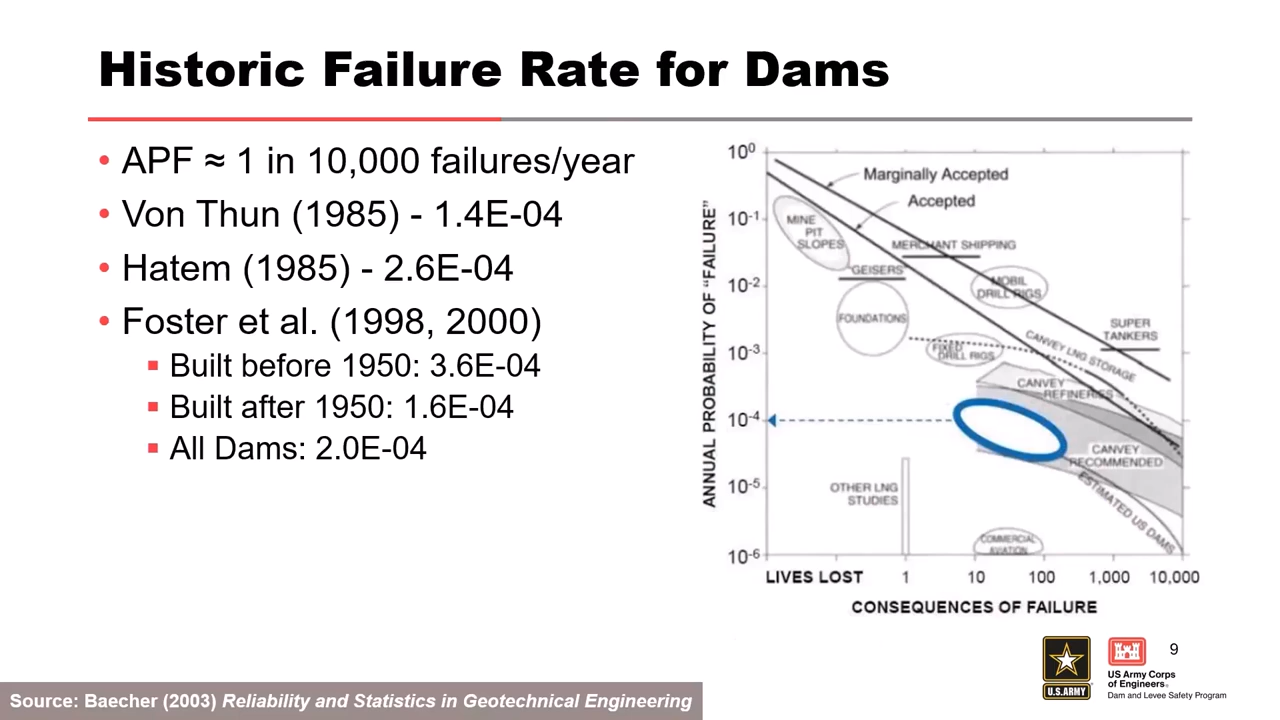 Historic Failure Rate for Dams
• APF ≈ 1 in 10,000 failures/year
• Von Thun (1985) - 1.4E-04
• Hatem (1985) - 2.6E-04
• Foster et al. (1998, 2000)
▪ Built before 1950: 3.6E-04
▪ Built after 1950: 1.6E-04
▪ All Dams: 2.0E-04
ANNUAL PROBABILITY OF "FAILURE"
10⁰
10⁻¹
10⁻²
10⁻³
10⁻⁴
10⁻⁵
10⁻⁶
Marginally Accepted
Accepted
MINE
PIT
SLOPES
MERCHANT SHIPPING
GEISERS
MOBIL
DRILL RIGS
FOUNDATIONS
SUPER
TANKERS
FIXED
DRILL RIGS
CANVEY LNG STORAGE
CANVEY
REFINERIES
CANVEY
RECOMMENDED
OTHER LNG
STUDIES
ESTIMATED US DAMS
COMMERCIAL
AVIATION
LIVES LOST 1 10 100 1,000 10,000
CONSEQUENCES OF FAILURE
U.S.ARMY
US Army Corps
of Engineers®
Dam and Levee Safety Program
9
Source: Baecher (2003) Reliability and Statistics in Geotechnical Engineering